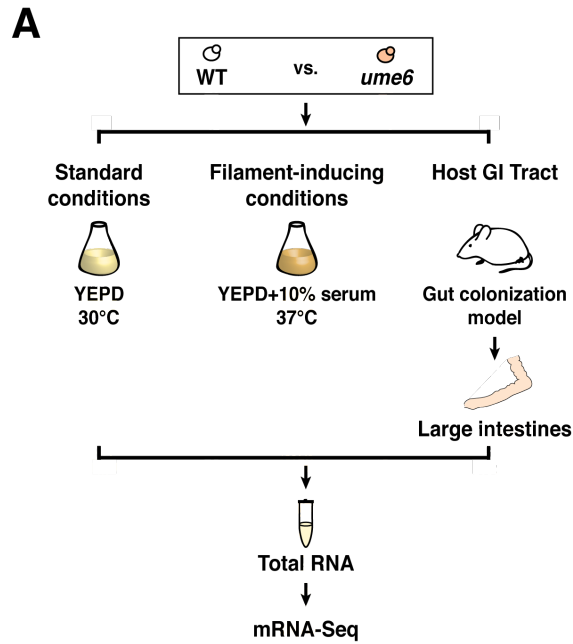 A
WT vs. ume6
Standard conditions
YEPD
30°C
Filament-inducing conditions
YEPD+10% serum
37°C
Host GI Tract
Gut colonization model
Large intestines
Total RNA
mRNA-Seq